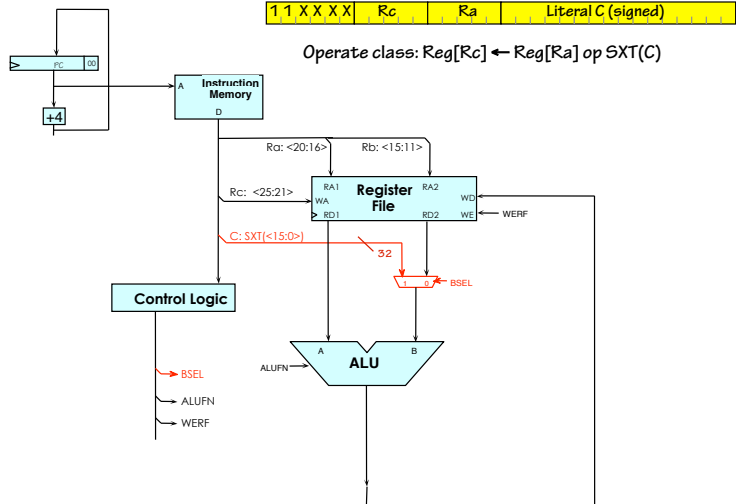 1 1 X X X X Rc Ra Literal C (signed)
Operate class: Reg[Rc] ← Reg[Ra] op SXT(C)
PC 00
+4
A Instruction
Memory
D
Ra: <20:16> Rb: <15:11>
RA1 Register RA2
File
Rc: <25:21> WA WD
RD1 RD2 WE WERF
C: SXT(<15:0>)
32
1 0 BSEL
Control Logic
A B
ALU
ALUFN
BSEL
ALUFN
WERF